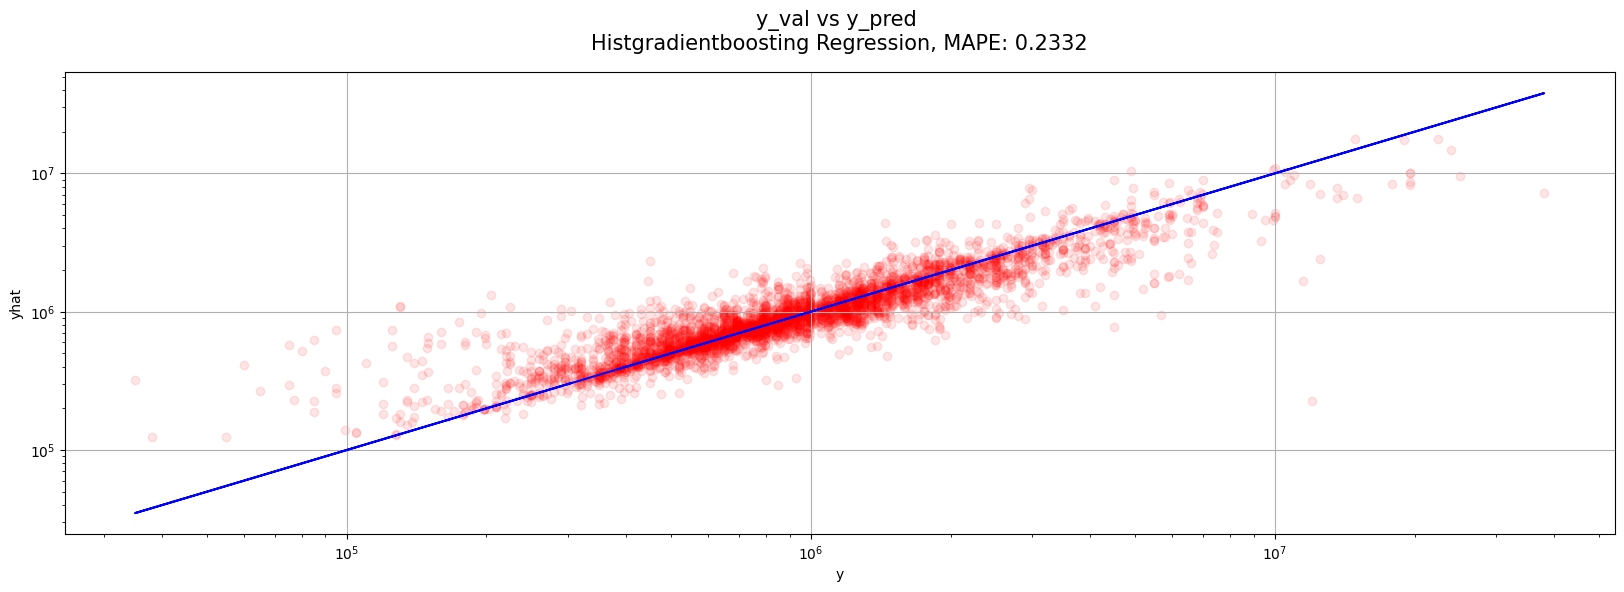 y_val vs y_pred
Histgradientboosting Regression, MAPE: 0.2332
yhat
10⁷
10⁶
10⁵
10⁵ 10⁶ 10⁷
y